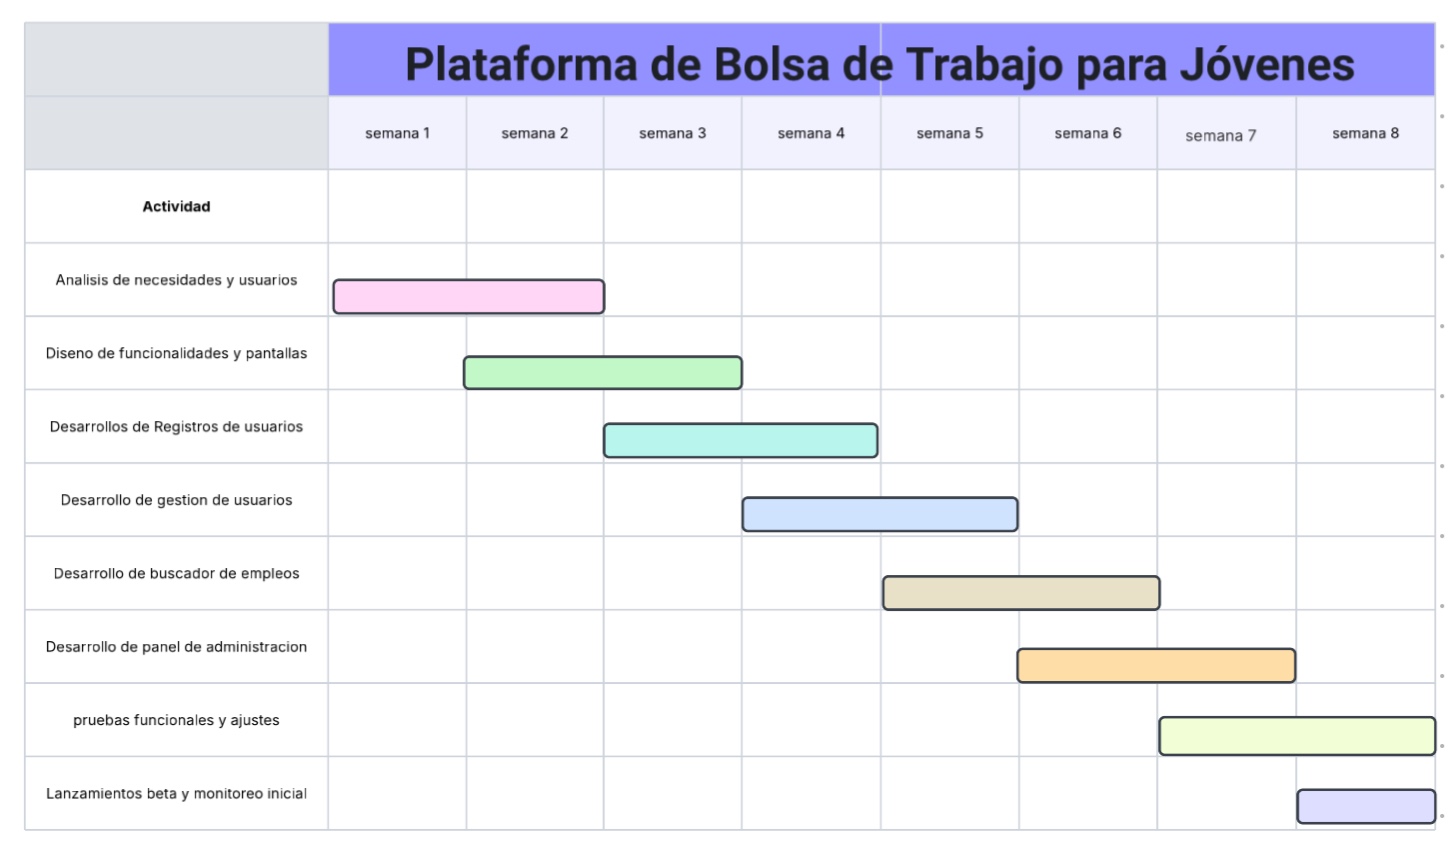 Plataforma de Bolsa de Trabajo para Jóvenes
semana 1
semana 2
semana 3
semana 4
semana 5
semana 6
semana 7
semana 8
Actividad
Analisis de necesidades y usuarios
Diseno de funcionalidades y pantallas
Desarrollos de Registros de usuarios
Desarrollo de gestion de usuarios
Desarrollo de buscador de empleos
Desarrollo de panel de administracion
pruebas funcionales y ajustes
Lanzamientos beta y monitoreo inicial